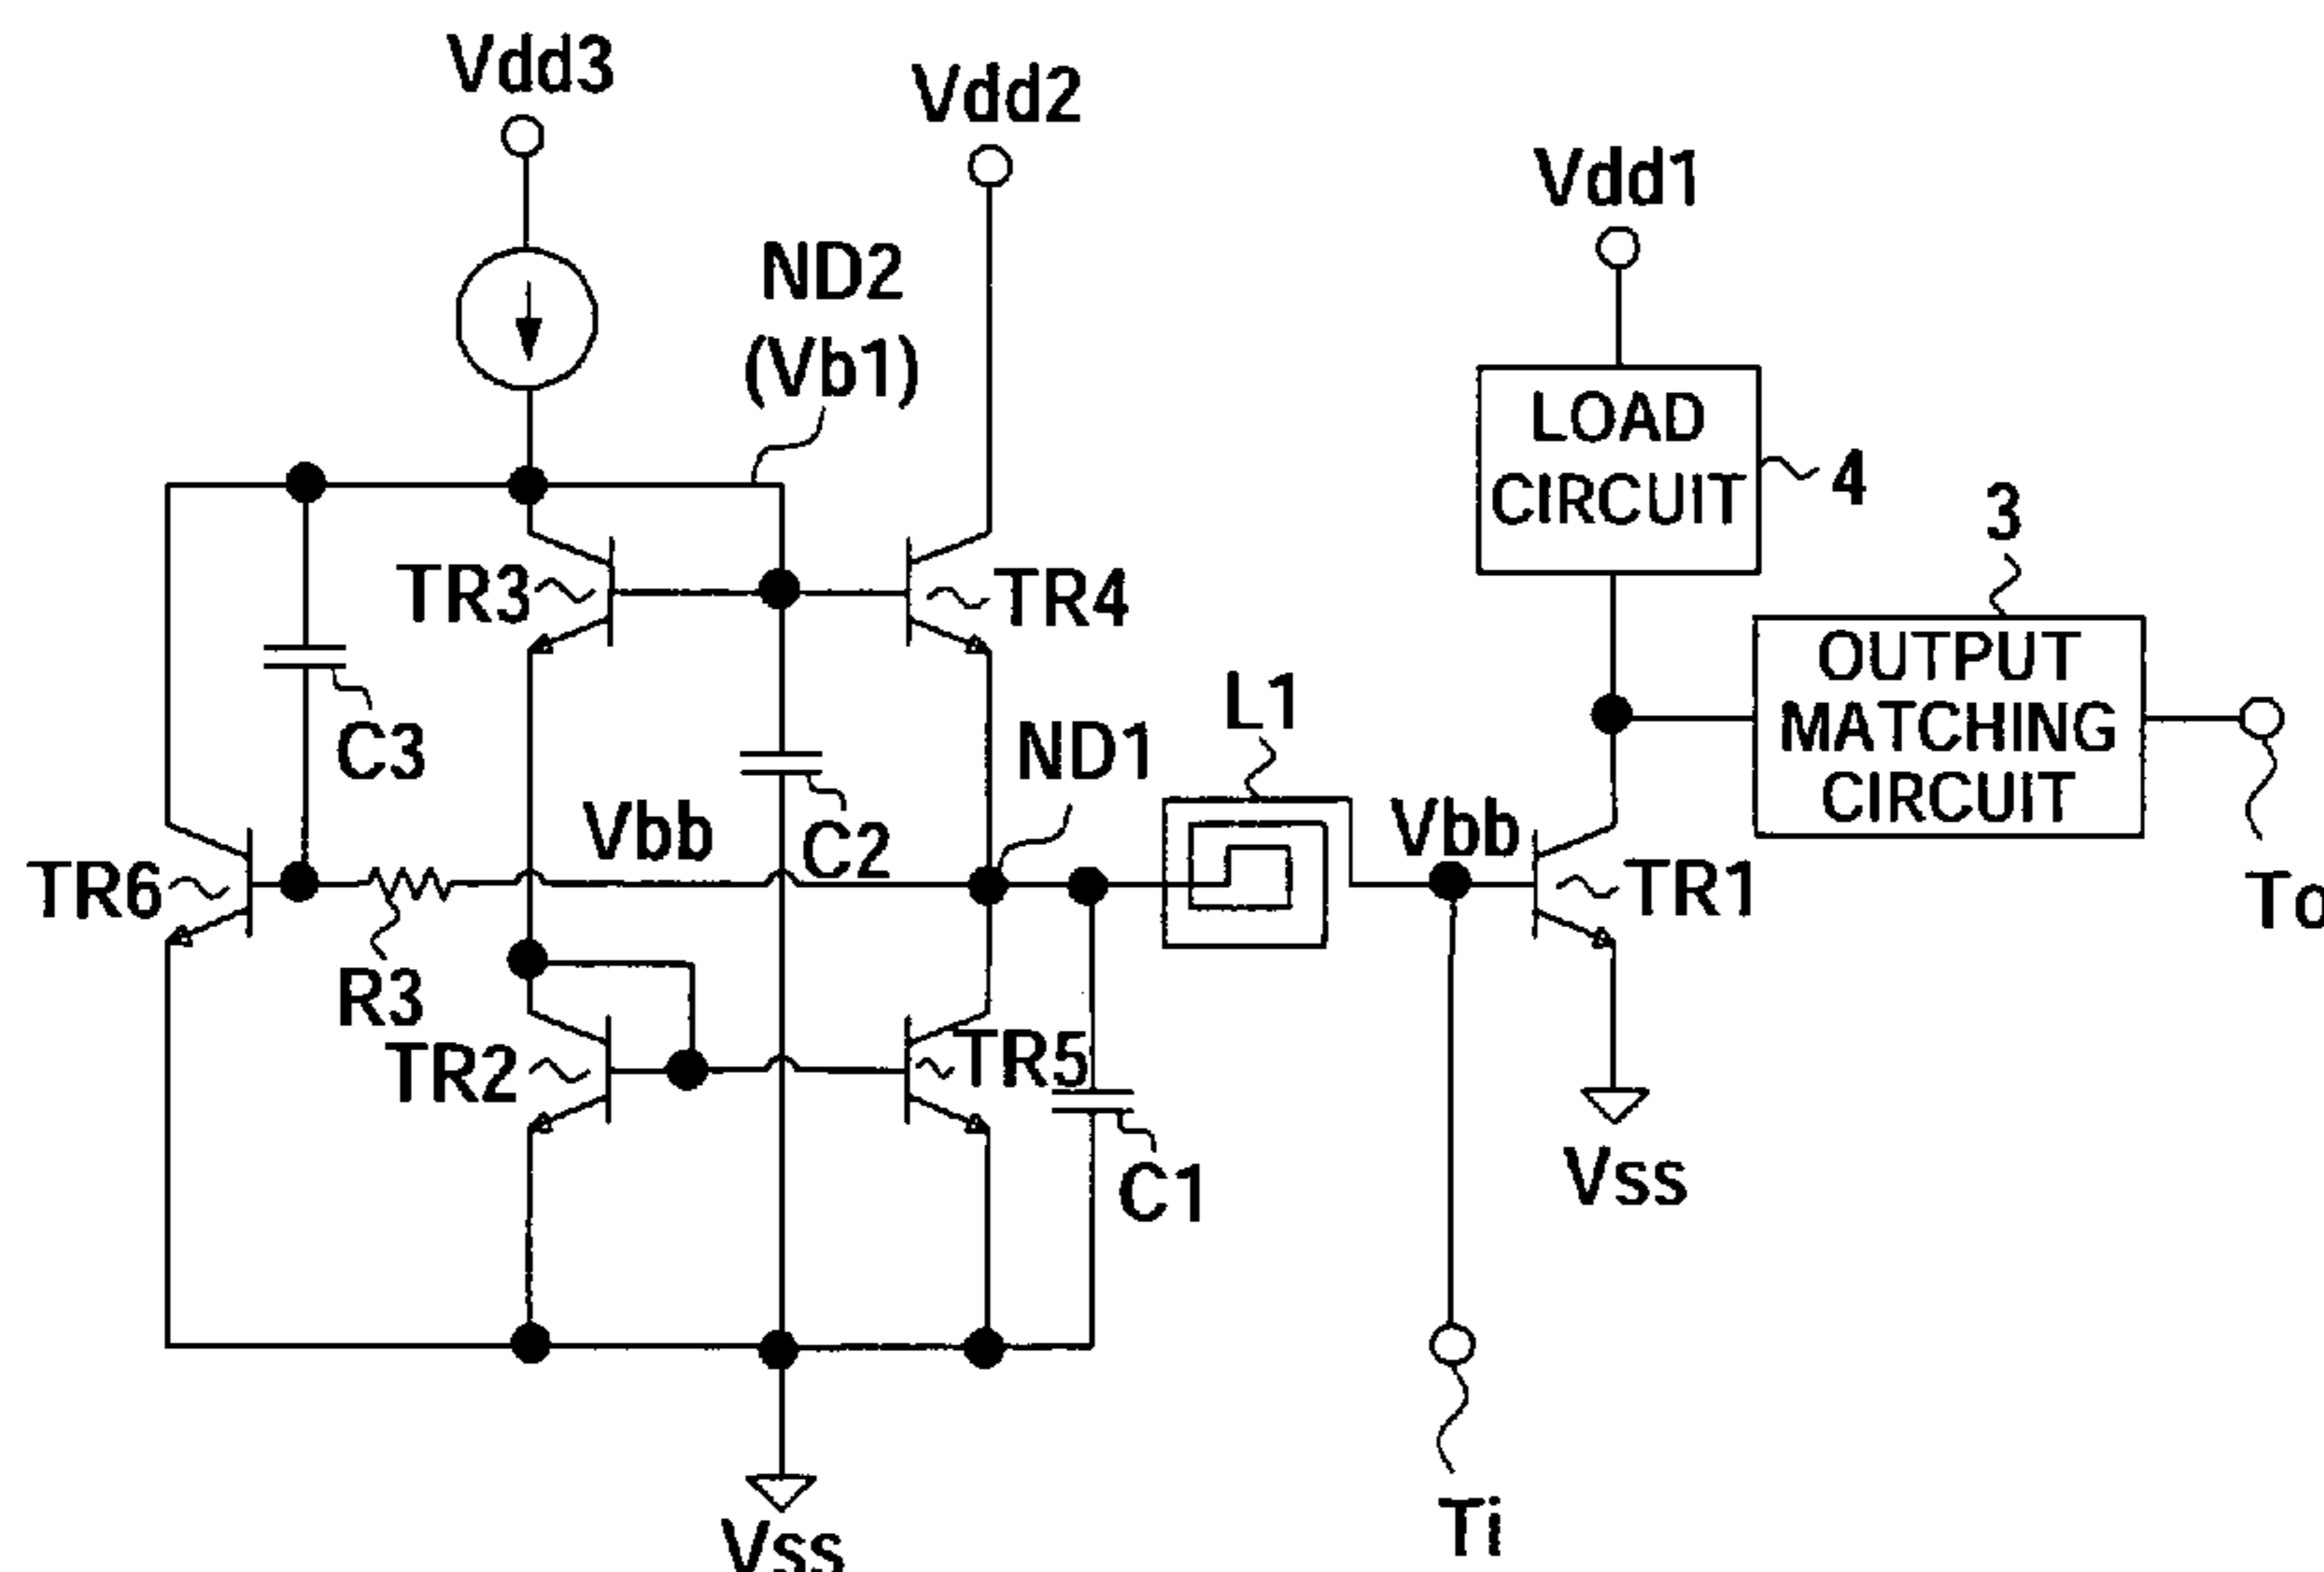 Vdd3
Vdd2
Vdd1
ND2
(Vb1)
LOAD
CIRCUIT
4
3
TR3
TR4
OUTPUT
MATCHING
CIRCUIT
L1
ND1
C3
Vbb
C2
Vbb
TR6
TR1
To
R3
TR2
TR5
C1
Vss
Ti
Vss